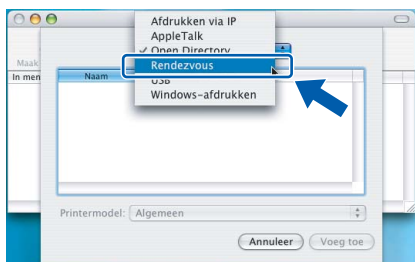 Afdrukken via IP
AppleTalk
✓ Open Directory
Rendezvous
USB
Windows-afdrukken
Maak
In men
Naam
Printermodel: Algemeen
Annuleer
Voeg toe